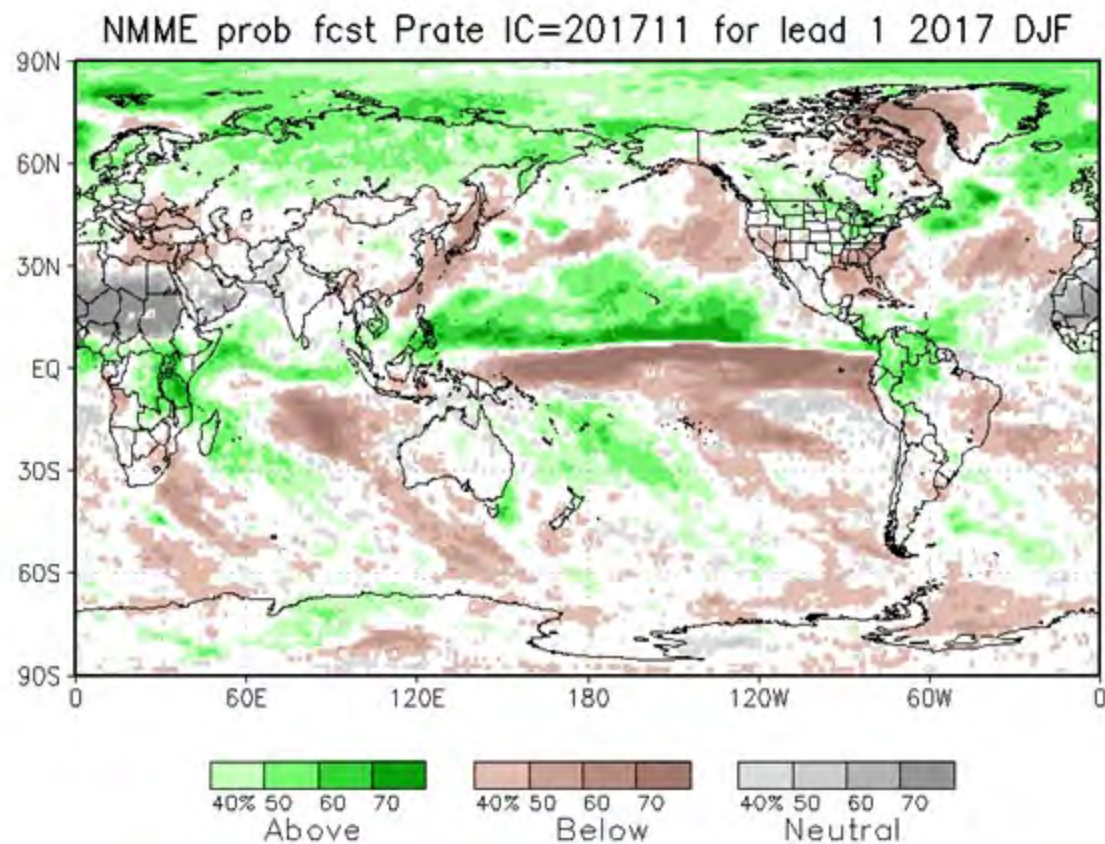 NMME prob fcst Prate IC=201711 for lead 1 2017 DJF
90N
60N
30N
EQ
30S
60S
90S
0 60E 120E 180 120W 60W 0
40% 50 60 70 40% 50 60 70 40% 50 60 70
Above Below Neutral